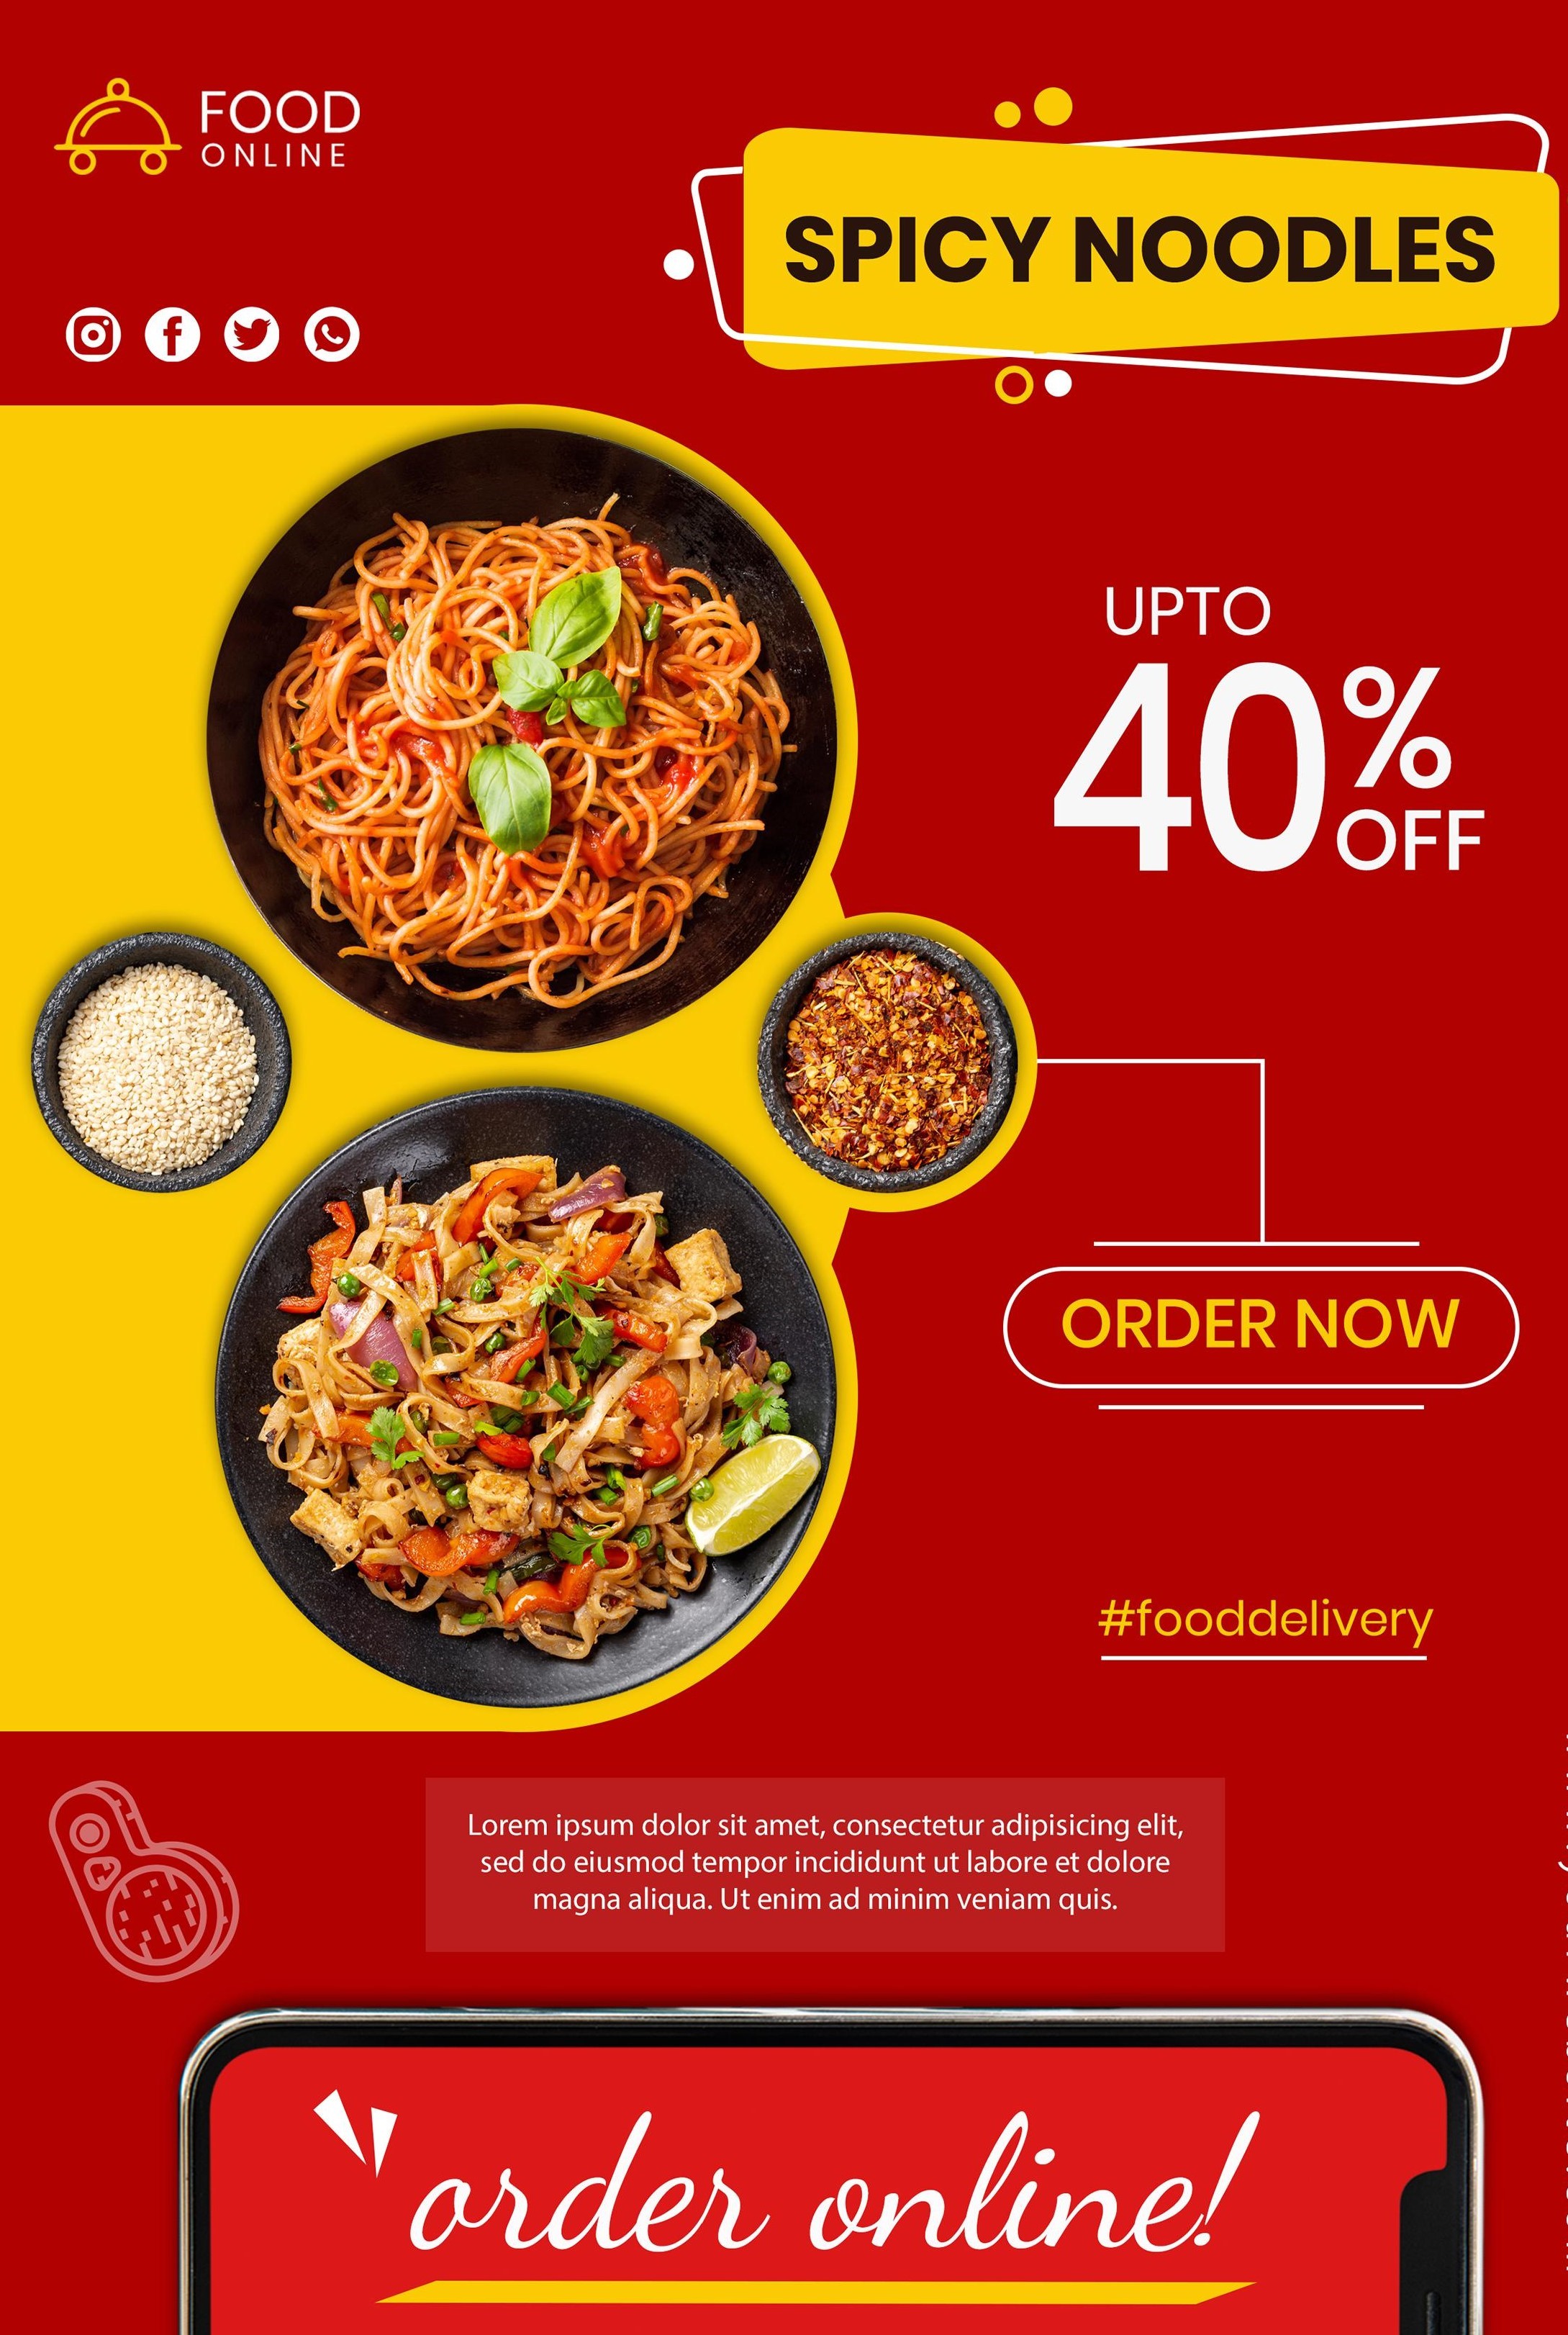 FOOD
ONLINE
SPICY NOODLES
UPTO
40%
OFF
ORDER NOW
#fooddelivery
Lorem ipsum dolor sit amet, consectetur adipisicing elit,
sed do eiusmod tempor incididunt ut labore et dolore
magna aliqua. Ut enim ad minim veniam quis.
order online!